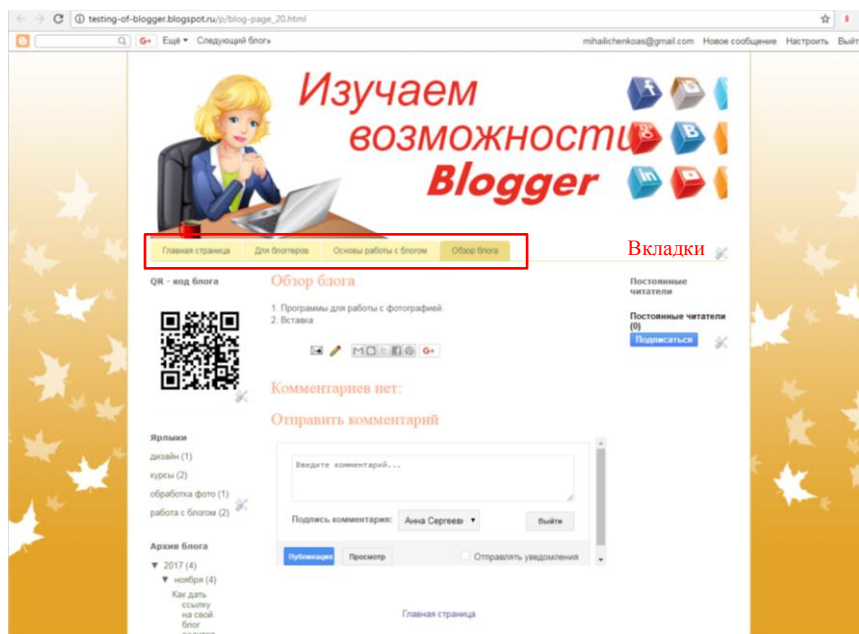 testing-of-blogger.blogspot.ru/p/blog-page_20.html
G+ Ещё Следующий блог» mihailichenkoas@gmail.com Новое сообщение Настроить Выйт
Изучаем
возможности
Blogger
Главная страница Для блоггеров Основы работы с блогом Обзор блога Вкладки
QR - код блога
Обзор блога
1. Программы для работы с фотографией.
2. Вставка
G+
Постоянные
читатели
Постоянные читатели
(0)
Подписаться
Комментариев нет:
Отправить комментарий
Введите комментарий...
Подпись комментария: Анна Сергеев Выйти
Публикация Просмотр Отправлять уведомления
Главная страница
Ярлыки
дизайн (1)
курсы (2)
обработка фото (1)
работа с блогом (2)
Архив блога
▼ 2017 (4)
▼ ноября (4)
Как дать
ссылку
на свой
блог